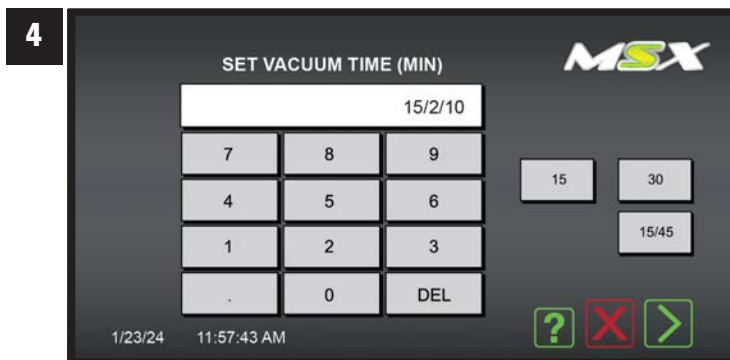 4
SET VACUUM TIME (MIN)
MSX
15/2/10
7 8 9
4 5 6
1 2 3
. 0 DEL
15 30
15/45
1/23/24 11:57:43 AM
?